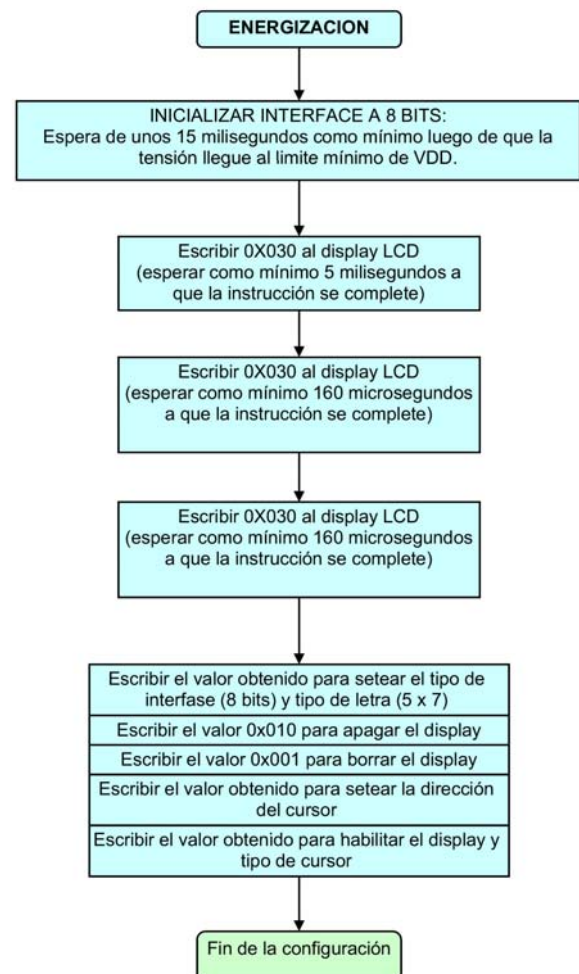 ENERGIZACION
INICIALIZAR INTERFACE A 8 BITS:
Espera de unos 15 milisegundos como mínimo luego de que la
tensión llegue al limite mínimo de VDD.
Escribir 0X030 al display LCD
(esperar como mínimo 5 milisegundos a
que la instrucción se complete)
Escribir 0X030 al display LCD
(esperar como mínimo 160 microsegundos
a que la instrucción se complete)
Escribir 0X030 al display LCD
(esperar como mínimo 160 microsegundos
a que la instrucción se complete)
Escribir el valor obtenido para setear el tipo de
interfase (8 bits) y tipo de letra (5 x 7)
Escribir el valor 0x010 para apagar el display
Escribir el valor 0x001 para borrar el display
Escribir el valor obtenido para setear la dirección
del cursor
Escribir el valor obtenido para habilitar el display y
tipo de cursor
Fin de la configuración